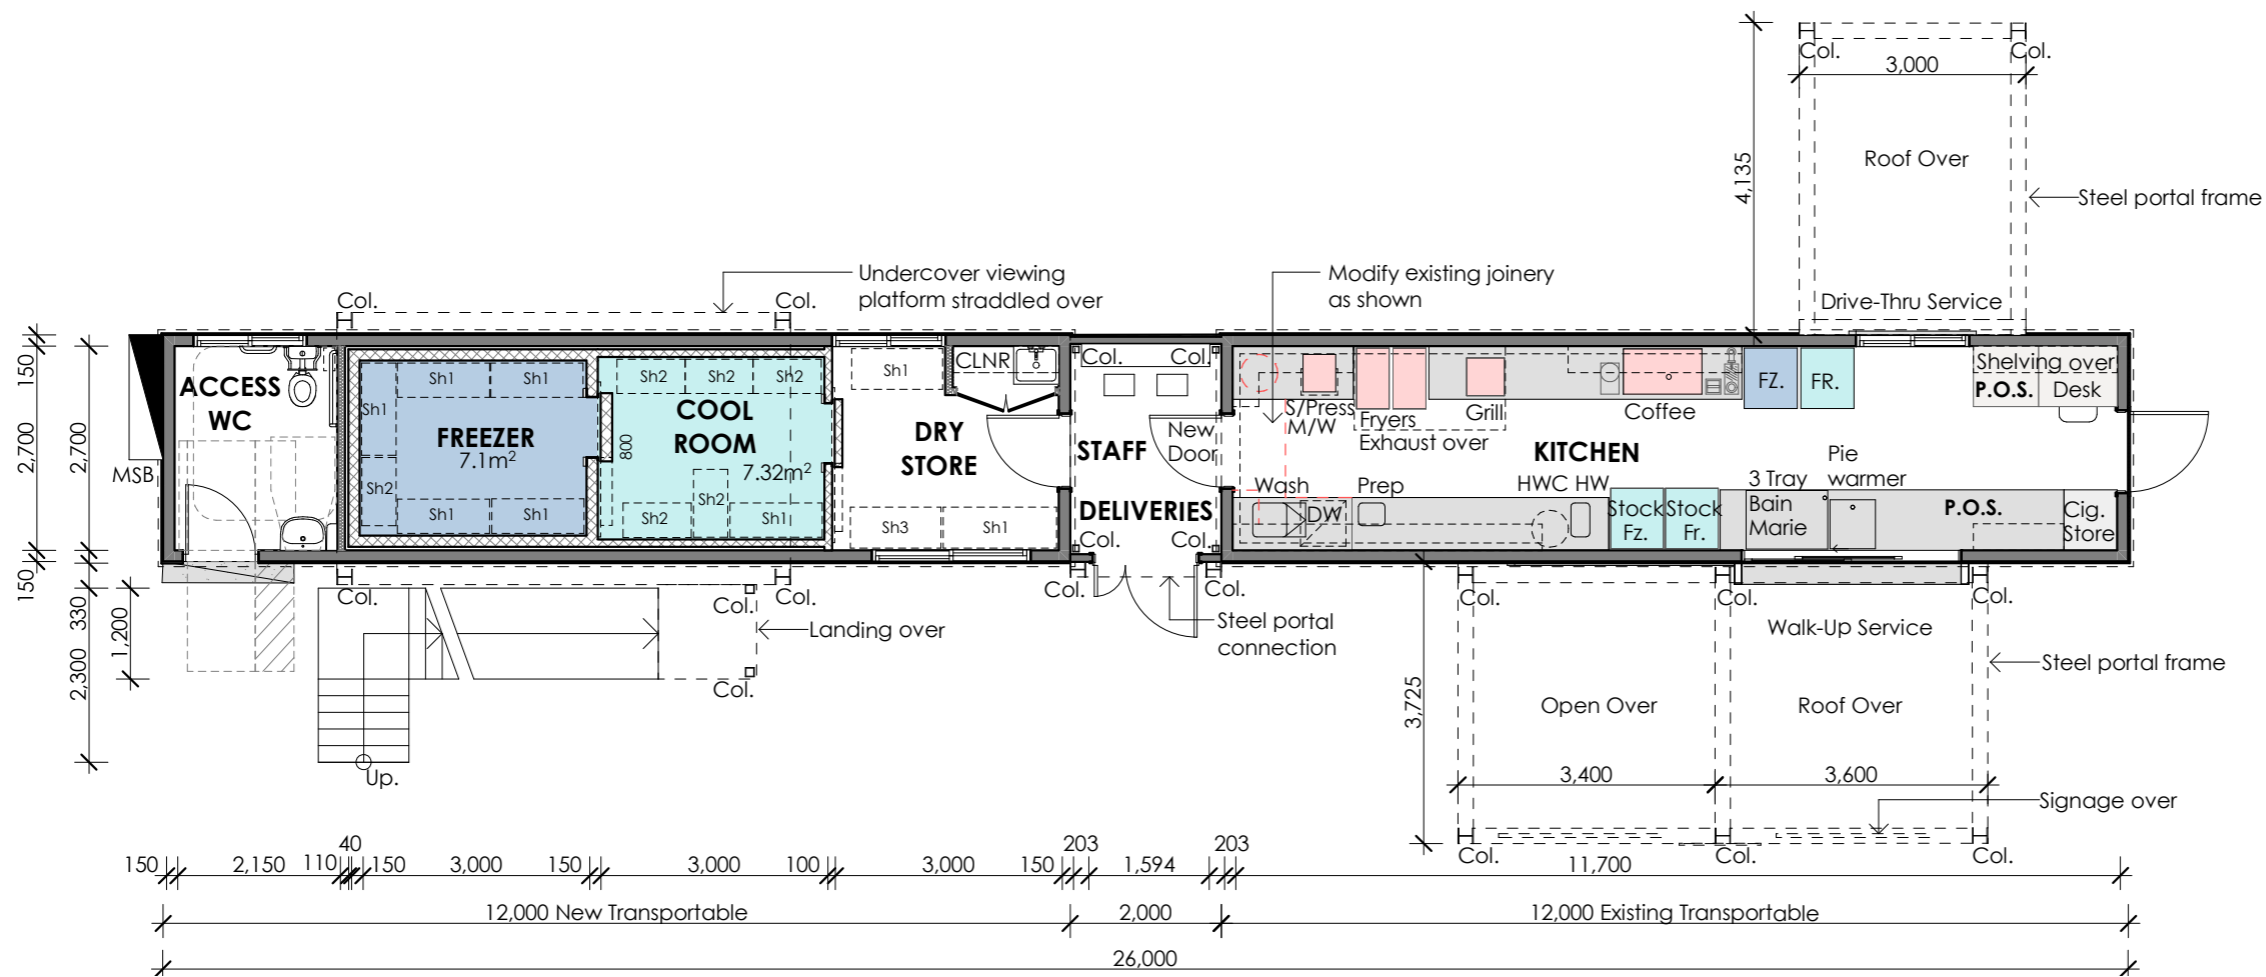 Col.
Col.
3,000
4,135
Roof Over
Steel portal frame
Drive-Thru Service
Undercover viewing
platform straddled over
Modify existing joinery
as shown
Col.
Col.
150
2,700
150
2,700
330
2,300
1,200
MSB
ACCESS
WC
Sh1
Sh1
Sh1
FREEZER
7.1m²
Sh2
Sh1
Sh1
Sh2
Sh2
Sh2
COOL
ROOM
800
7.32m²
Sh2
Sh2
Sh1
Sh1
CLNR
DRY
STORE
Sh3
Sh1
Col.
Col.
STAFF
DELIVERIES
Col.
Col.
New
Door
S/Press
M/W
Fryers
Exhaust over
Grill
Coffee
FZ.
FR.
Shelving over
P.O.S.
Desk
KITCHEN
Wash
DW
Prep
HWC HW
Stock
Fz.
Stock
Fr.
3 Tray
Bain
Marie
Pie
warmer
P.O.S.
Cig.
Store
Col.
Col.
Col.
Col.
Landing over
Col.
Col.
Steel portal
connection
Col.
Col.
Col.
Walk-Up Service
Steel portal frame
Up.
3,725
Open Over
Roof Over
3,400
3,600
Signage over
Col.
Col.
Col.
150
2,150
110
40
150
3,000
150
3,000
100
3,000
150
203
1,594
203
11,700
12,000 New Transportable
2,000
12,000 Existing Transportable
26,000